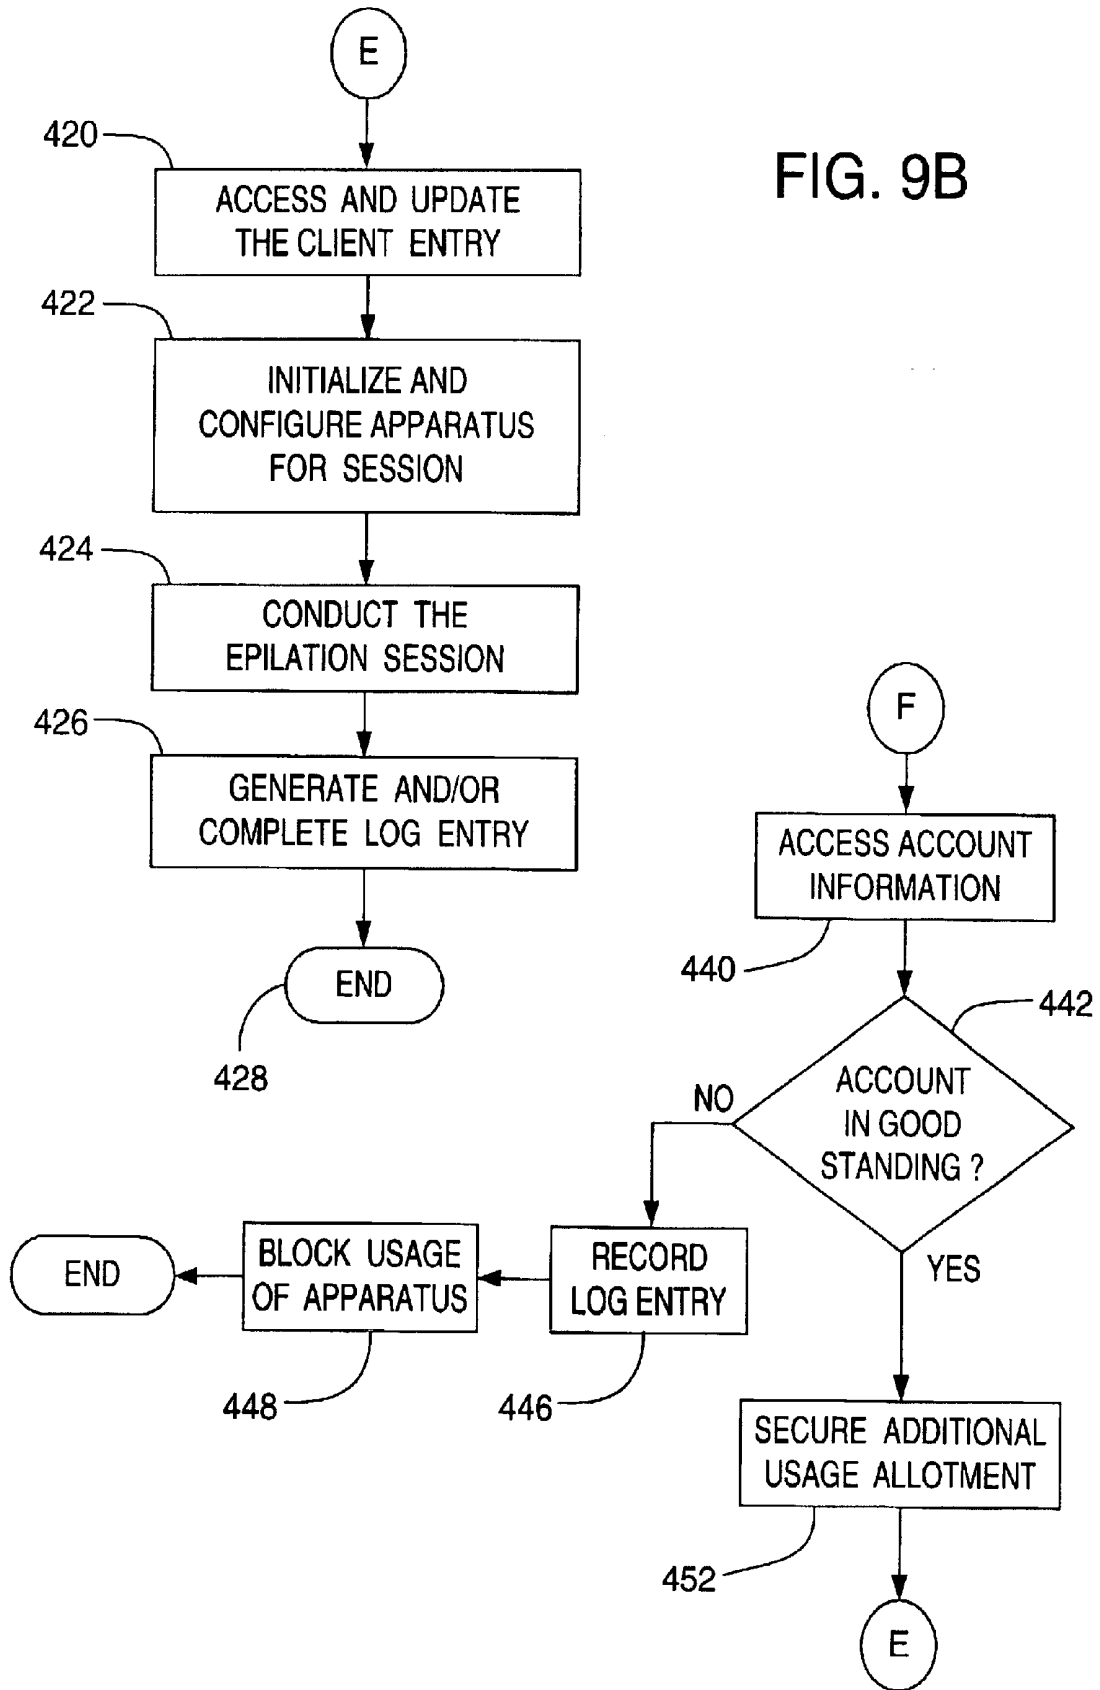 E
420
ACCESS AND UPDATE
THE CLIENT ENTRY
FIG. 9B
422
INITIALIZE AND
CONFIGURE APPARATUS
FOR SESSION
424
CONDUCT THE
EPILATION SESSION
426
GENERATE AND/OR
COMPLETE LOG ENTRY
END
428
F
ACCESS ACCOUNT
INFORMATION
440
442
ACCOUNT
IN GOOD
STANDING ?
NO
YES
RECORD
LOG ENTRY
446
BLOCK USAGE
OF APPARATUS
448
END
SECURE ADDITIONAL
USAGE ALLOTMENT
452
E